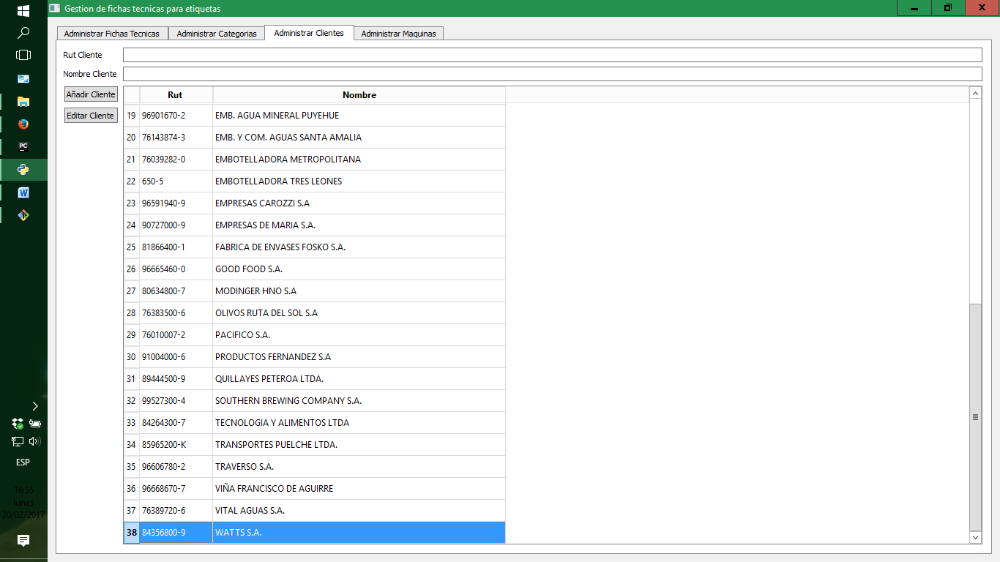 Gestion de fichas tecnicas para etiquetas
Administrar Fichas Tecnicas Administrar Categorias Administrar Clientes Administrar Maquinas
Rut Cliente
Nombre Cliente
Añadir Cliente
Editar Cliente
Rut Nombre
19 96901670-2 EMB. AGUA MINERAL PUYEHUE
20 76143874-3 EMB. Y COM. AGUAS SANTA AMALIA
21 76039282-0 EMBOTELLADORA METROPOLITANA
22 650-5 EMBOTELLADORA TRES LEONES
23 96591940-9 EMPRESAS CAROZZI S.A
24 90727000-9 EMPRESAS DE MARIA S.A.
25 81866400-1 FABRICA DE ENVASES FOSKO S.A.
26 96665460-0 GOOD FOOD S.A.
27 80634800-7 MODINGER HNO S.A
28 76383500-6 OLIVOS RUTA DEL SOL S.A
29 76010007-2 PACIFICO S.A.
30 91004000-6 PRODUCTOS FERNANDEZ S.A
31 89444500-9 QUILLAYES PETEROA LTDA.
32 99527300-4 SOUTHERN BREWING COMPANY S.A.
33 84264300-7 TECNOLOGIA Y ALIMENTOS LTDA
34 85965200-K TRANSPORTES PUELCHE LTDA.
35 96606780-2 TRAVERSO S.A.
36 96668670-7 VIÑA FRANCISCO DE AGUIRRE
37 76389720-6 VITAL AGUAS S.A.
38 84356800-9 WATTS S.A.
PC
W
ESP
16:55
lunes
20/02/2017